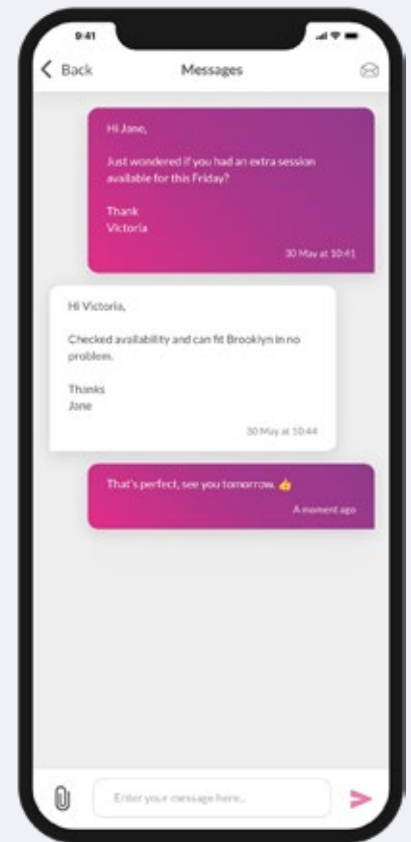 9:41
Back Messages
Hi Jane,
Just wondered if you had an extra session
available for this Friday?
Thank
Victoria
30 May at 10:41
Hi Victoria,
Checked availability and can fit Brooklyn in no
problem.
Thanks
Jane
30 May at 10:44
That's perfect, see you tomorrow. 👍
A moment ago
Enter your message here...